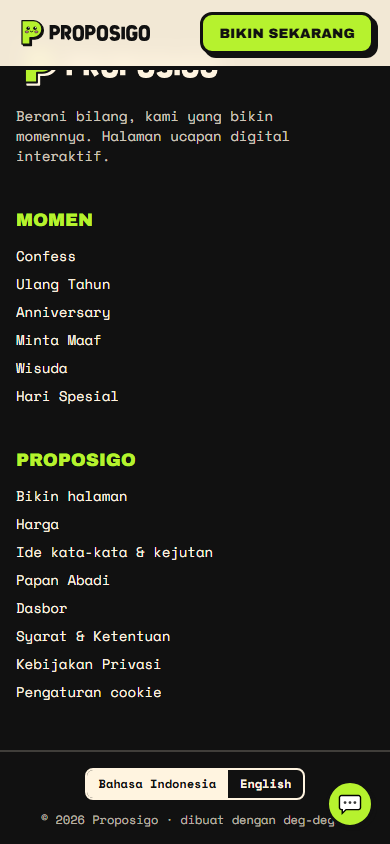 PROPOSIGO
BIKIN SEKARANG
PROPOSIGO
Berani bilang, kami yang bikin
momennya. Halaman ucapan digital
interaktif.
MOMEN
Confess
Ulang Tahun
Anniversary
Minta Maaf
Wisuda
Hari Spesial
PROPOSIGO
Bikin halaman
Harga
Ide kata-kata & kejutan
Papan Abadi
Dasbor
Syarat & Ketentuan
Kebijakan Privasi
Pengaturan cookie
Bahasa Indonesia English
© 2026 Proposigo · dibuat dengan deg-deg